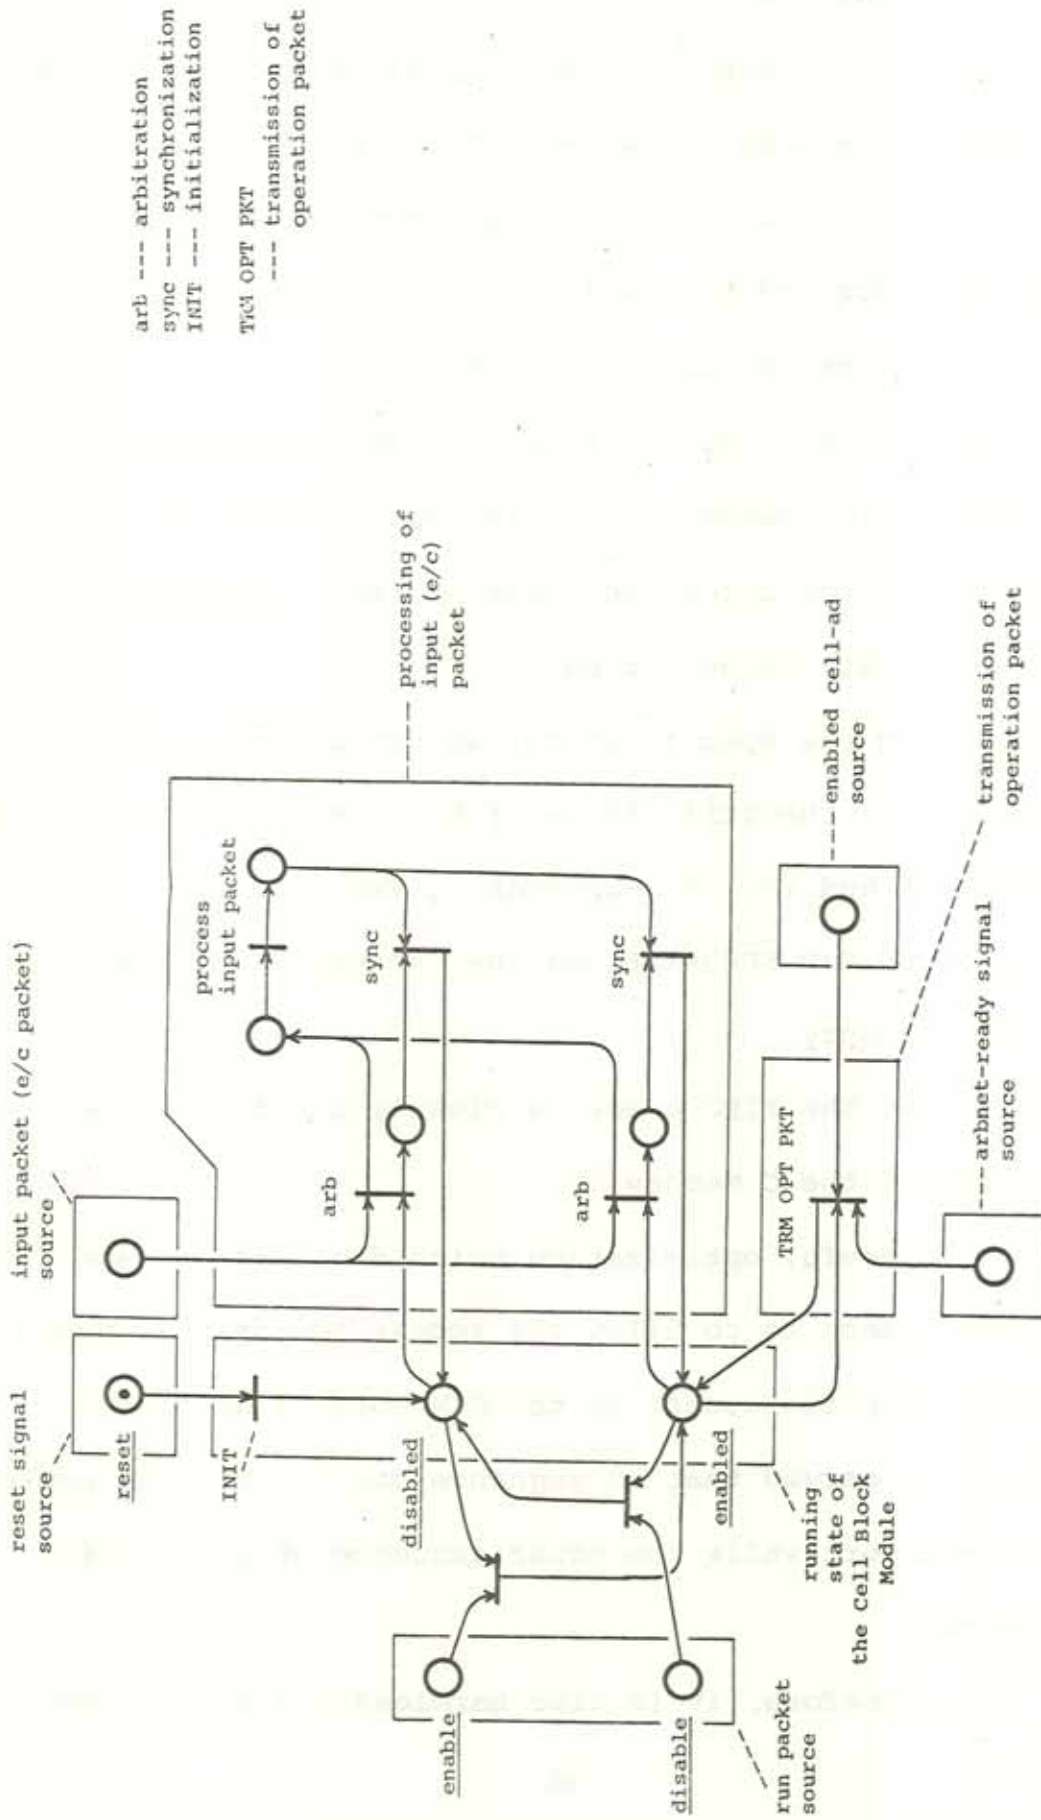 reset signal
source
input packet (e/c packet)
source
arb --- arbitration
sync --- synchronization
INIT --- initialization
TRM OPT PKT
--- transmission of
operation packet
reset
INIT
process
input packet
arb
sync
processing of
input (e/c)
packet
enable
disabled
arb
sync
disable
enabled
run packet
source
running
state of
the Cell Block
Module
TRM OPT PKT
enabled cell-ad
source
transmission of
operation packet
---arbnet-ready signal
source